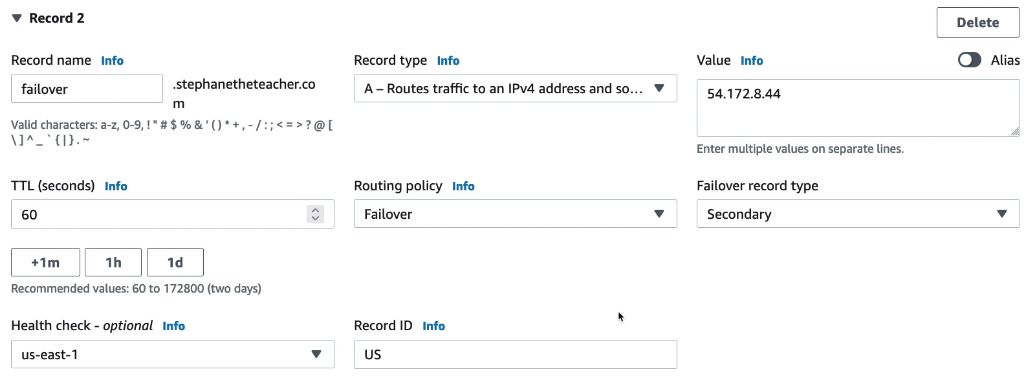 ▼ Record 2
Delete
Record name Info
failover
.stephanetheteacher.co
m
Valid characters: a-z, 0-9, ! " # $ % & ' ( ) * + , - / : ; < = > ? @ [
\ ] ^ _ ` { | } . ~
Record type Info
A – Routes traffic to an IPv4 address and so...
Value Info
Alias
54.172.8.44
Enter multiple values on separate lines.
TTL (seconds) Info
60
+1m 1h 1d
Recommended values: 60 to 172800 (two days)
Routing policy Info
Failover
Failover record type
Secondary
Health check - optional Info
us-east-1
Record ID Info
US